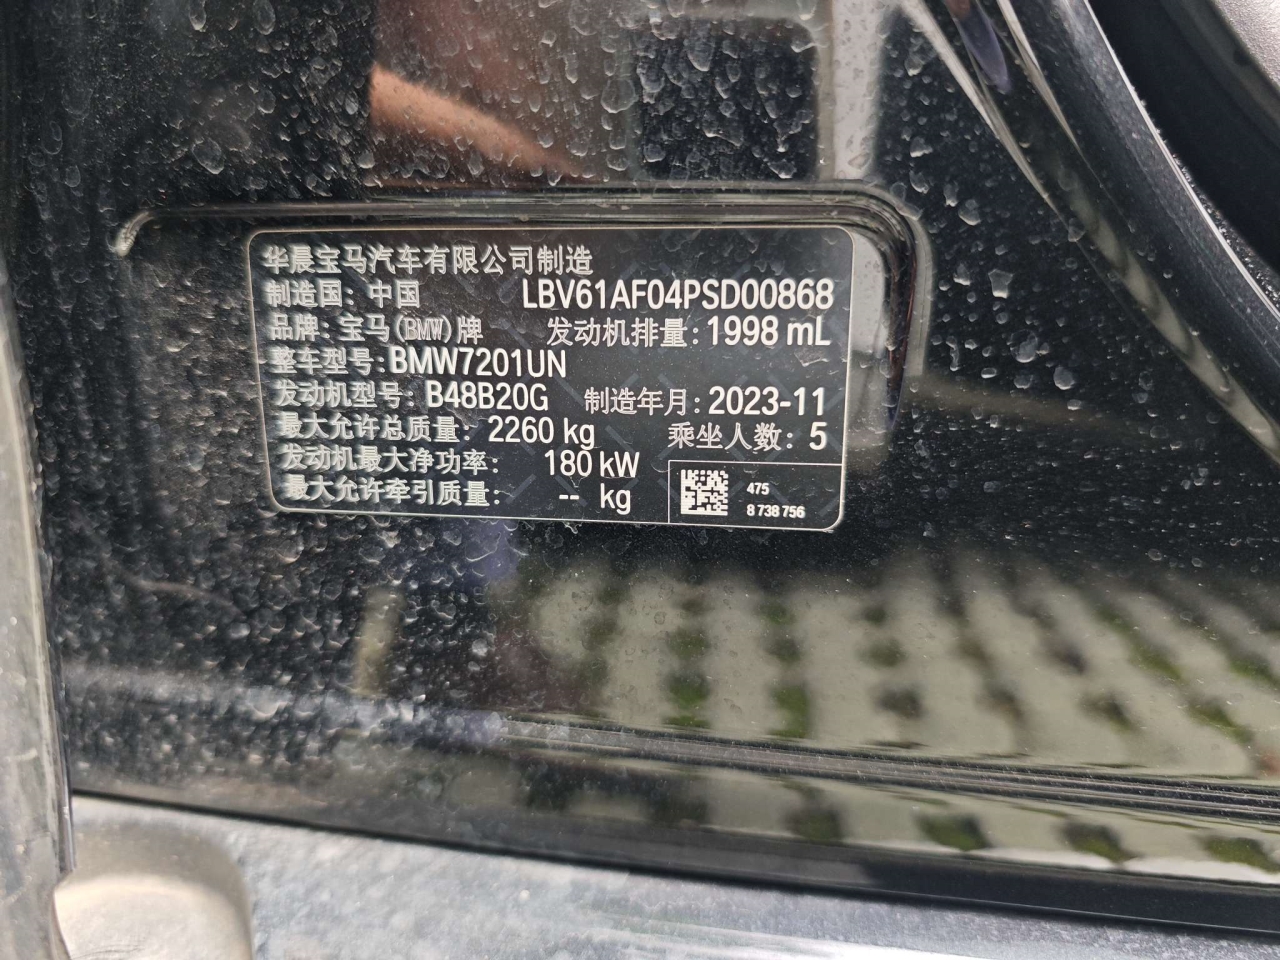 华晨宝马汽车有限公司制造
制造国: 中国 LBV61AF04PSD00868
品牌: 宝马(BMW)牌 发动机排量: 1998 mL
整车型号: BMW7201UN
发动机型号: B48B20G 制造年月: 2023-11
最大允许总质量: 2260 kg 乘坐人数: 5
发动机最大净功率: 180 kW
最大允许牵引质量: -- kg
475
8 738 756